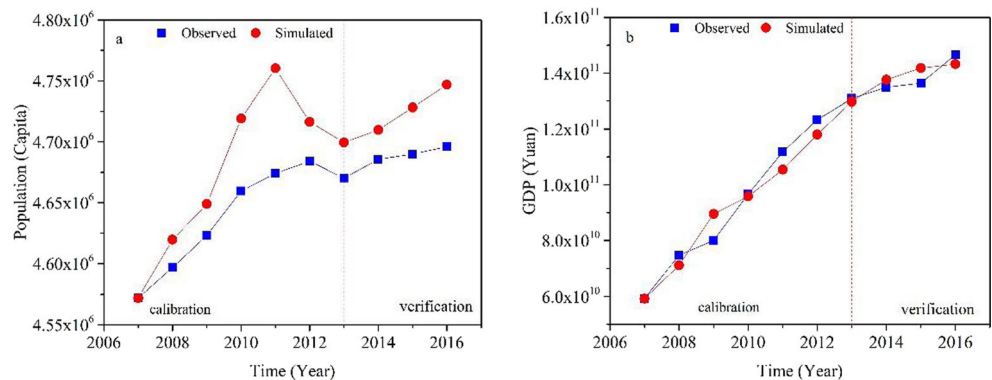 a
Observed Simulated
Population (Capita)
4.80x10⁶
4.75x10⁶
4.70x10⁶
4.65x10⁶
4.60x10⁶
4.55x10⁶
calibration
verification
2006 2008 2010 2012 2014 2016
Time (Year)
b
Observed Simulated
GDP (Yuan)
1.6x10¹¹
1.4x10¹¹
1.2x10¹¹
1.0x10¹¹
8.0x10¹⁰
6.0x10¹⁰
calibration
verification
2006 2008 2010 2012 2014 2016
Time (Year)